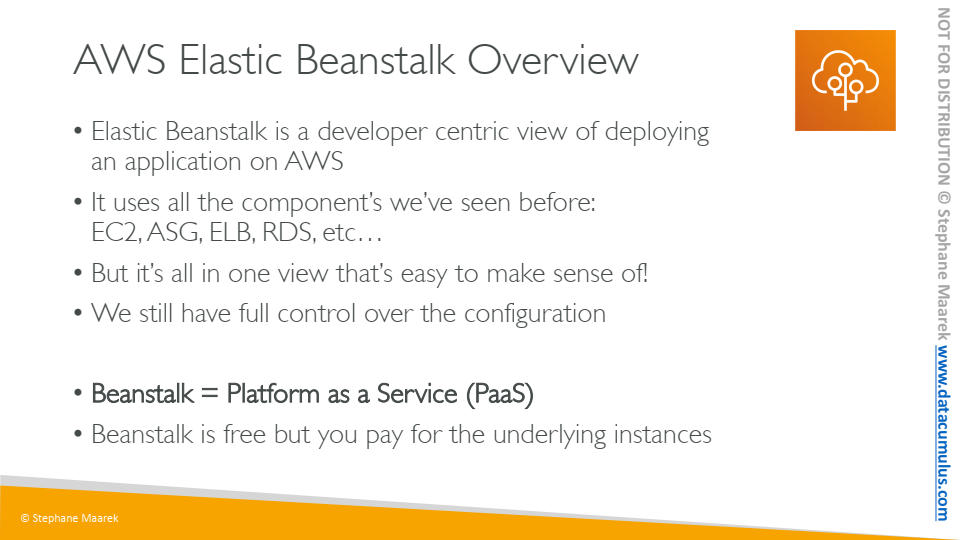 AWS Elastic Beanstalk Overview
• Elastic Beanstalk is a developer centric view of deploying
an application on AWS
• It uses all the component's we've seen before:
EC2, ASG, ELB, RDS, etc…
• But it's all in one view that's easy to make sense of!
• We still have full control over the configuration
• Beanstalk = Platform as a Service (PaaS)
• Beanstalk is free but you pay for the underlying instances
© Stephane Maarek
NOT FOR DISTRIBUTION © Stephane Maarek www.datacumulus.com